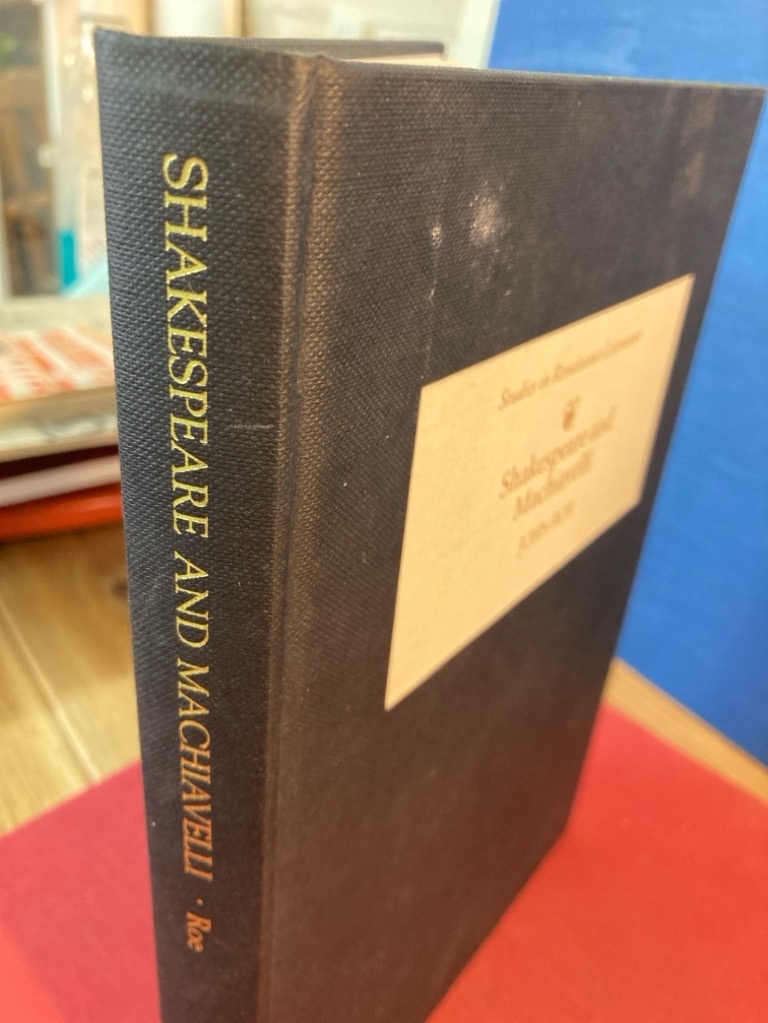 SHAKESPEARE AND MACHIAVELLI · Roe
Studies in Renaissance Literature
Shakespeare and
Machiavelli
JOHN ROE